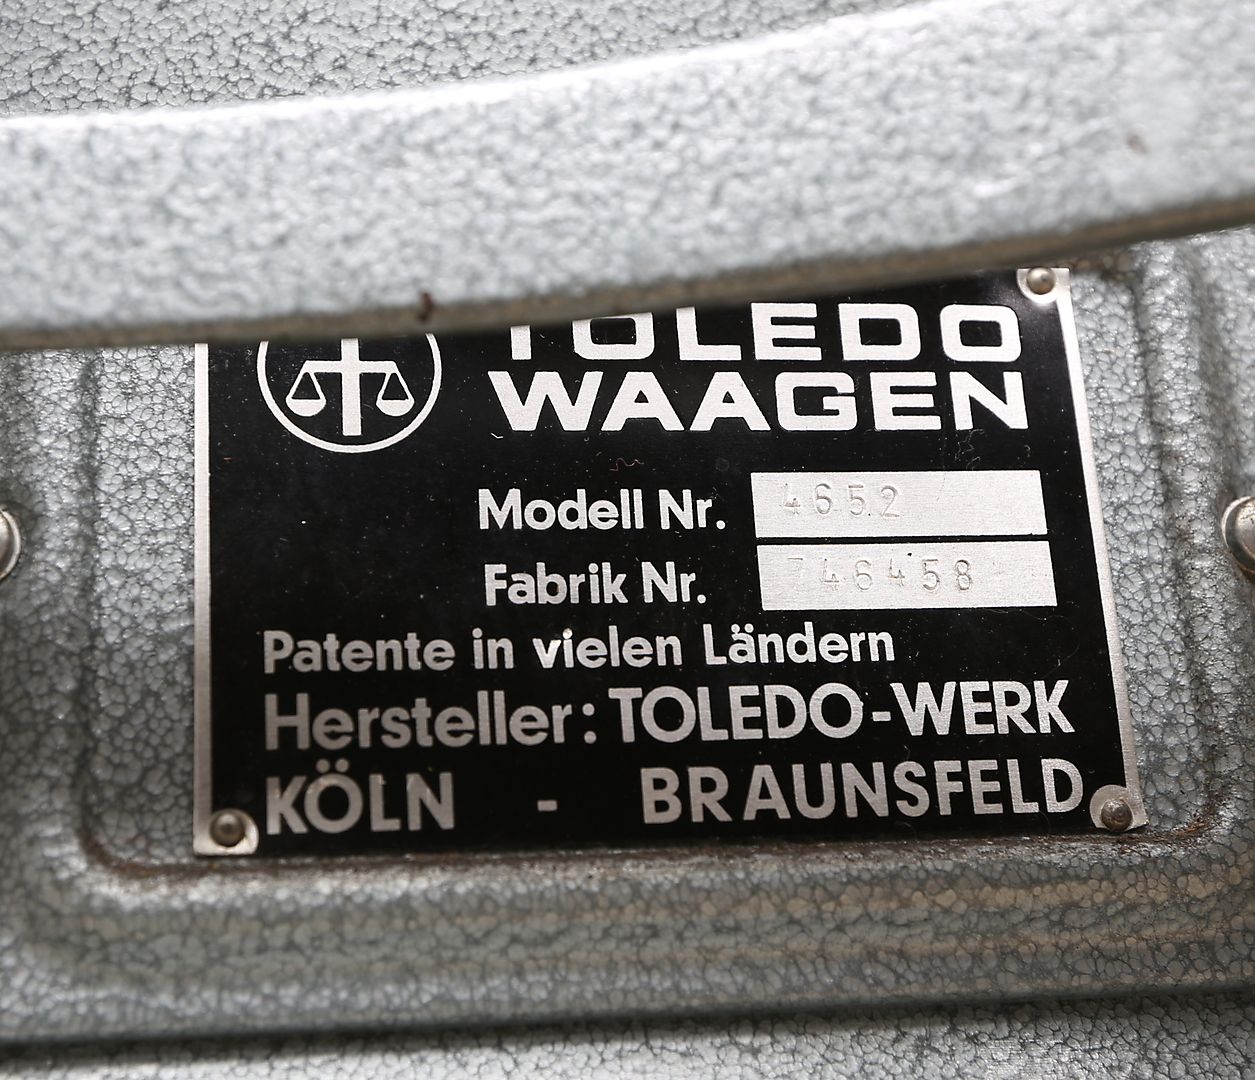 TOLEDO
WAAGEN
Modell Nr. 4652
Fabrik Nr. 746458
Patente in vielen Ländern
Hersteller: TOLEDO-WERK
KÖLN - BRAUNSFELD